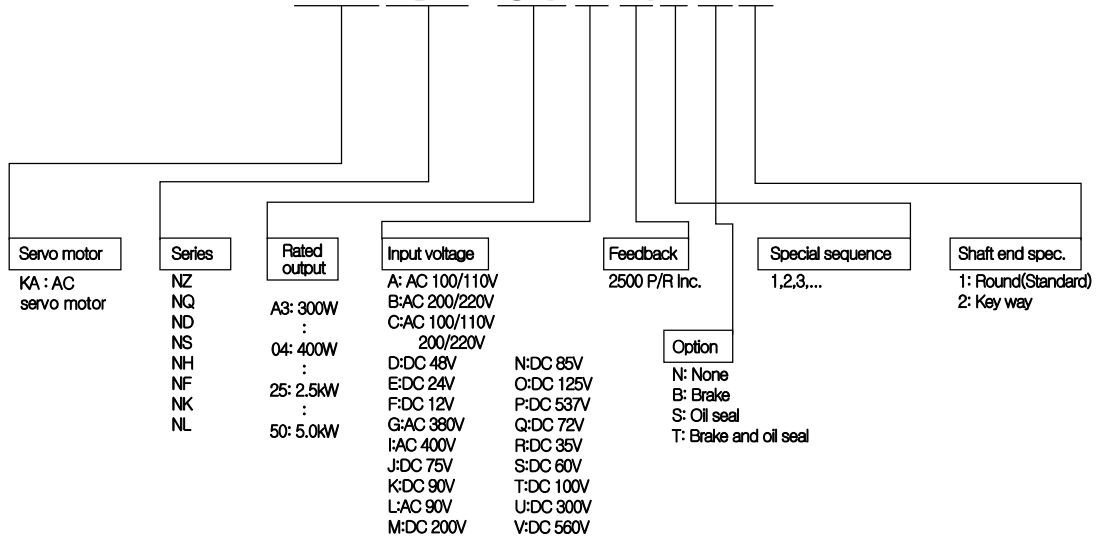 Servo motor
KA : AC
servo motor
Series
NZ
NQ
ND
NS
NH
NF
NK
NL
Rated
output
A3: 300W
:
04: 400W
:
25: 2.5kW
:
50: 5.0kW
Input voltage
A: AC 100/110V
B:AC 200/220V
C:AC 100/110V
200/220V
D:DC 48V
E:DC 24V
F:DC 12V
G:AC 380V
I:AC 400V
J:DC 75V
K:DC 90V
L:AC 90V
M:DC 200V
N:DC 85V
O:DC 125V
P:DC 537V
Q:DC 72V
R:DC 35V
S:DC 60V
T:DC 100V
U:DC 300V
V:DC 560V
Feedback
2500 P/R Inc.
Option
N: None
B: Brake
S: Oil seal
T: Brake and oil seal
Special sequence
1,2,3,...
Shaft end spec.
1: Round(Standard)
2: Key way